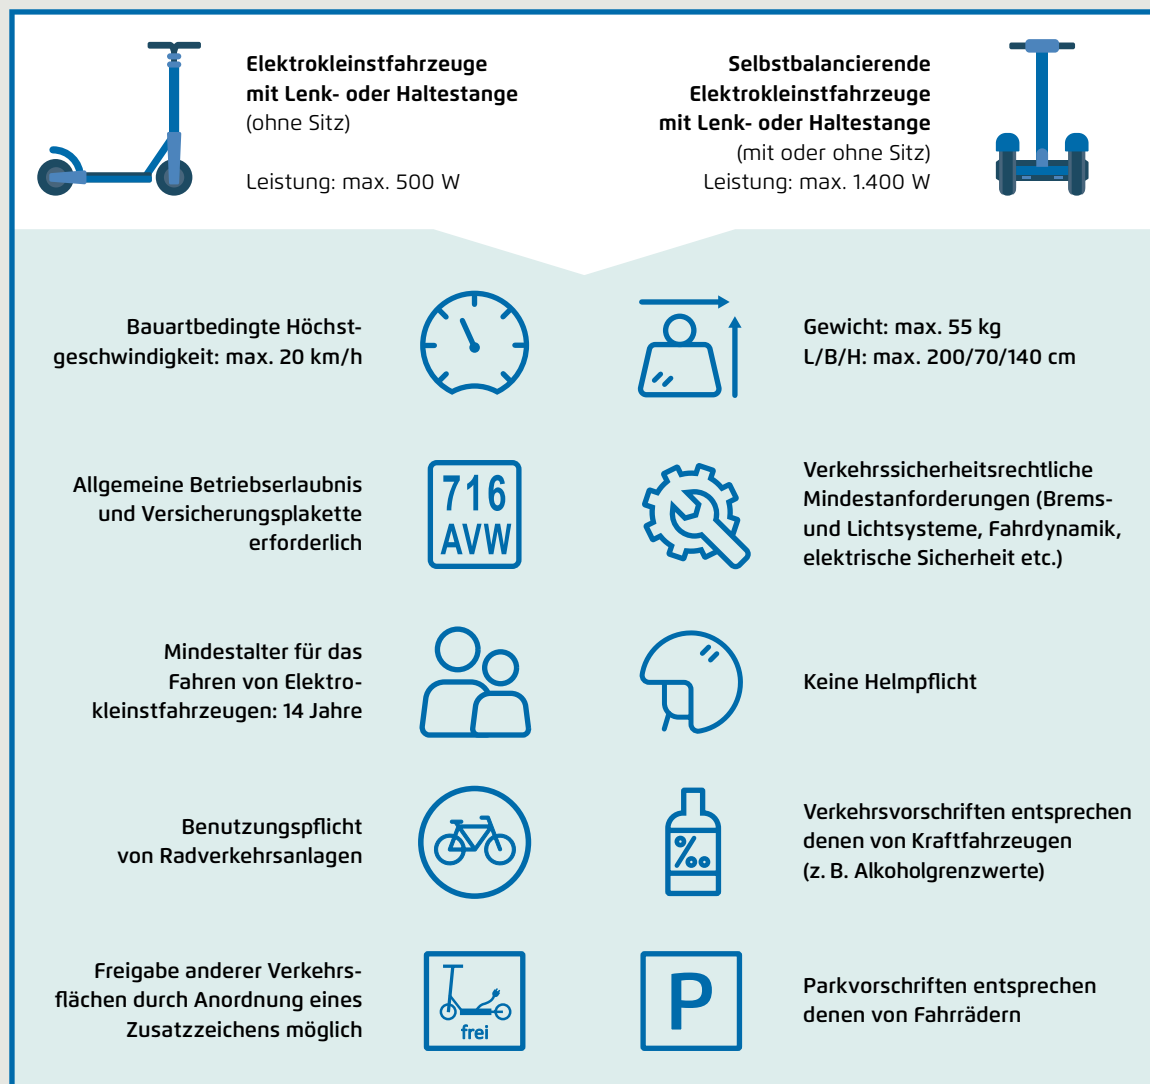 Elektrokleinstfahrzeuge
mit Lenk- oder Haltestange
(ohne Sitz)
Leistung: max. 500 W
Selbstbalancierende
Elektrokleinstfahrzeuge
mit Lenk- oder Haltestange
(mit oder ohne Sitz)
Leistung: max. 1.400 W
Bauartbedingte Höchst-
geschwindigkeit: max. 20 km/h
Gewicht: max. 55 kg
L/B/H: max. 200/70/140 cm
Allgemeine Betriebserlaubnis
und Versicherungsplakette
erforderlich
716
AVW
Verkehrssicherheitsrechtliche
Mindestanforderungen (Brems-
und Lichtsysteme, Fahrdynamik,
elektrische Sicherheit etc.)
Mindestalter für das
Fahren von Elektro-
kleinstfahrzeugen: 14 Jahre
Keine Helmpflicht
Benutzungspflicht
von Radverkehrsanlagen
‰
Verkehrsvorschriften entsprechen
denen von Kraftfahrzeugen
(z. B. Alkoholgrenzwerte)
Freigabe anderer Verkehrs-
flächen durch Anordnung eines
Zusatzzeichens möglich
frei
P
Parkvorschriften entsprechen
denen von Fahrrädern